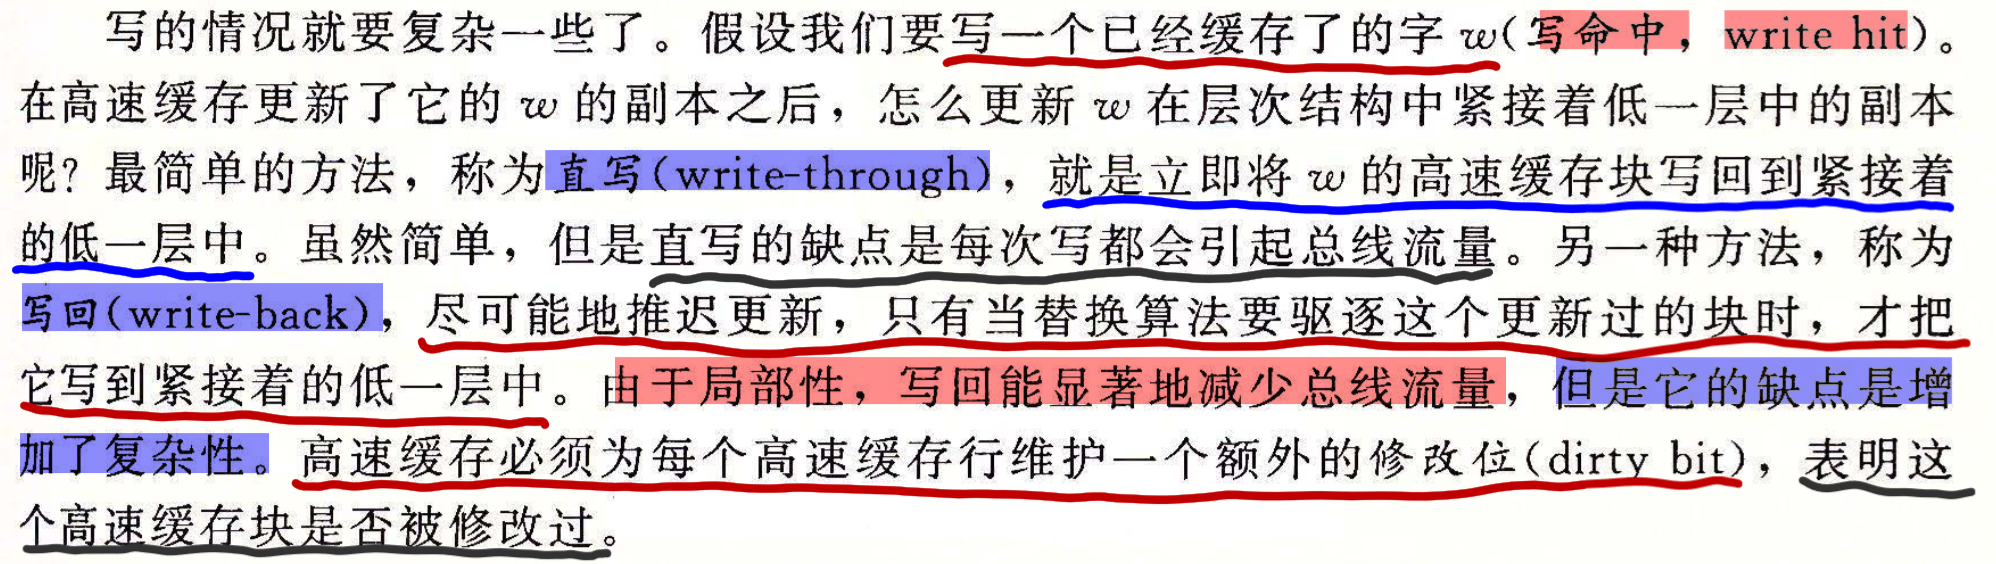 写的情况就要复杂一些了。假设我们要写一个已经缓存了的字 w(写命中，write hit)。
在高速缓存更新了它的 w 的副本之后，怎么更新 w 在层次结构中紧接着低一层中的副本
呢？最简单的方法，称为直写(write-through)，就是立即将 w 的高速缓存块写回到紧接着
的低一层中。虽然简单，但是直写的缺点是每次写都会引起总线流量。另一种方法，称为
写回(write-back)，尽可能地推迟更新，只有当替换算法要驱逐这个更新过的块时，才把
它写到紧接着的低一层中。由于局部性，写回能显著地减少总线流量，但是它的缺点是增
加了复杂性。高速缓存必须为每个高速缓存行维护一个额外的修改位(dirty bit)，表明这
个高速缓存块是否被修改过。